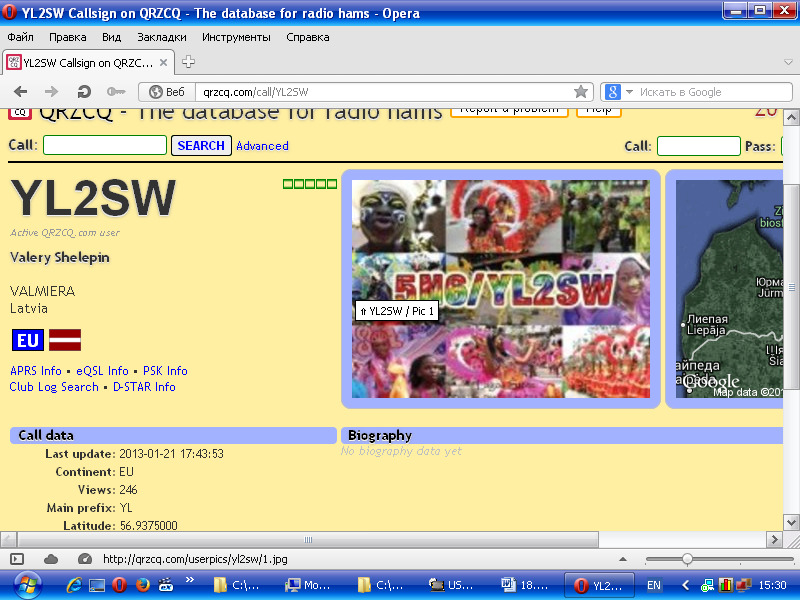 YL2SW Callsign on QRZCQ - The database for radio hams - Opera
Файл Правка Вид Закладки Инструменты Справка
YL2SW Callsign on QRZC...
Веб qrzcq.com/call/YL2SW Искать в Google
QRZCQ - The database for radio hams Report a problem Help
Call: SEARCH Advanced Call: Pass:
YL2SW
Active QRZCQ.com user
Valery Shelepin
VALMIERA
Latvia
EU
APRS Info • eQSL Info • PSK Info
Club Log Search • D-STAR Info
5M6/YL2SW
⇧ YL2SW / Pic 1
Лиепая
Liepāja
Google
Map data ©201
Call data
Last update: 2013-01-21 17:43:53
Continent: EU
Views: 246
Main prefix: YL
Latitude: 56.9375000
Biography
No biography data yet
http://qrzcq.com/userpics/yl2sw/1.jpg
C:\... Mo... C:\... US... 18.... YL2... EN 15:30